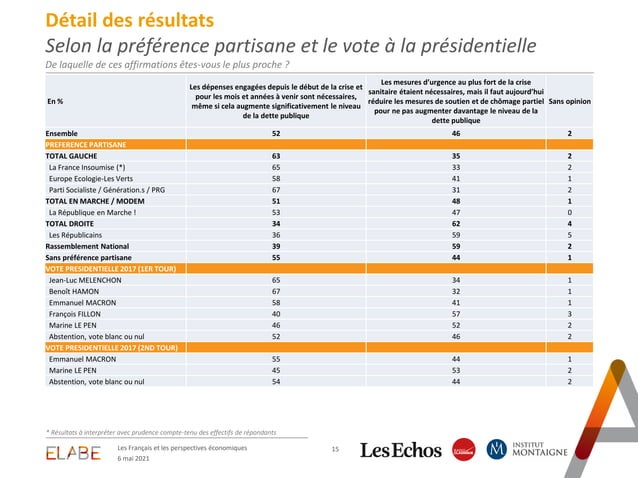 Détail des résultats
Selon la préférence partisane et le vote à la présidentielle
De laquelle de ces affirmations êtes-vous le plus proche ?
En %
Les dépenses engagées depuis le début de la crise et
pour les mois et années à venir sont nécessaires,
même si cela augmente significativement le niveau
de la dette publique
Les mesures d’urgence au plus fort de la crise
sanitaire étaient nécessaires, mais il faut aujourd’hui
réduire les mesures de soutien et de chômage partiel
pour ne pas augmenter davantage le niveau de la
dette publique
Sans opinion
Ensemble 52 46 2
PREFERENCE PARTISANE
TOTAL GAUCHE 63 35 2
La France Insoumise (*) 65 33 2
Europe Ecologie-Les Verts 58 41 1
Parti Socialiste / Génération.s / PRG 67 31 2
TOTAL EN MARCHE / MODEM 51 48 1
La République en Marche ! 53 47 0
TOTAL DROITE 34 62 4
Les Républicains 36 59 5
Rassemblement National 39 59 2
Sans préférence partisane 55 44 1
VOTE PRESIDENTIELLE 2017 (1ER TOUR)
Jean-Luc MELENCHON 65 34 1
Benoît HAMON 67 32 1
Emmanuel MACRON 58 41 1
François FILLON 40 57 3
Marine LE PEN 46 52 2
Abstention, vote blanc ou nul 52 46 2
VOTE PRESIDENTIELLE 2017 (2ND TOUR)
Emmanuel MACRON 55 44 1
Marine LE PEN 45 53 2
Abstention, vote blanc ou nul 54 44 2
* Résultats à interpréter avec prudence compte-tenu des effectifs de répondants
ELABE
Les Français et les perspectives économiques
6 mai 2021
15
LesEchos
RADIO CLASSIQUE
INSTITUT
MONTAIGNE